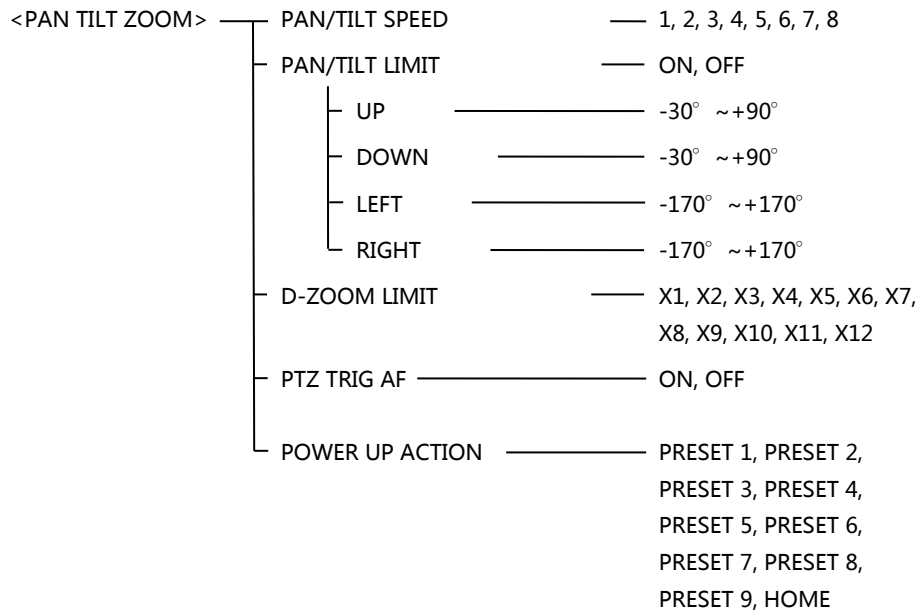 <PAN TILT ZOOM> PAN/TILT SPEED 1, 2, 3, 4, 5, 6, 7, 8
PAN/TILT LIMIT ON, OFF
UP -30° ~+90°
DOWN -30° ~+90°
LEFT -170° ~+170°
RIGHT -170° ~+170°
D-ZOOM LIMIT X1, X2, X3, X4, X5, X6, X7,
X8, X9, X10, X11, X12
PTZ TRIG AF ON, OFF
POWER UP ACTION PRESET 1, PRESET 2,
PRESET 3, PRESET 4,
PRESET 5, PRESET 6,
PRESET 7, PRESET 8,
PRESET 9, HOME